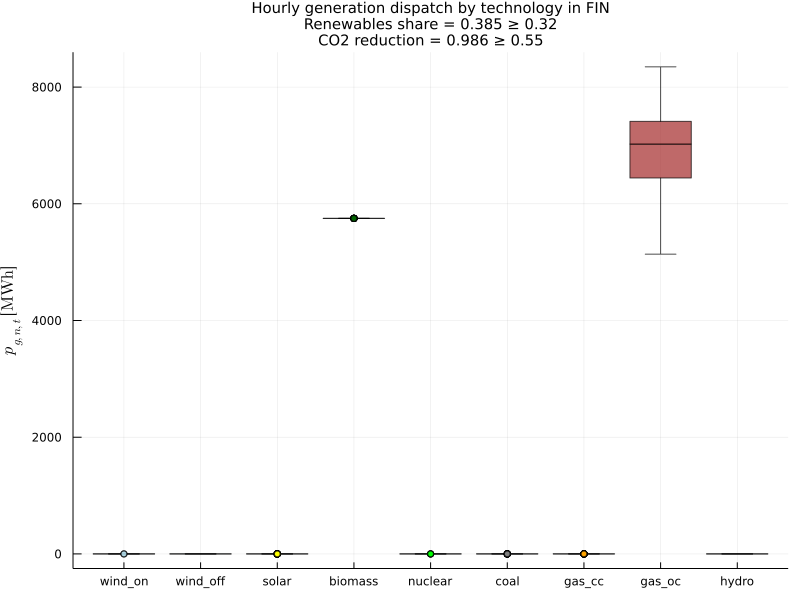 Hourly generation dispatch by technology in FIN
Renewables share = 0.385 ≥ 0.32
CO2 reduction = 0.986 ≥ 0.55
p_{g,n,t} [MWh]
8000
6000
4000
2000
0
wind_on wind_off solar biomass nuclear coal gas_cc gas_oc hydro